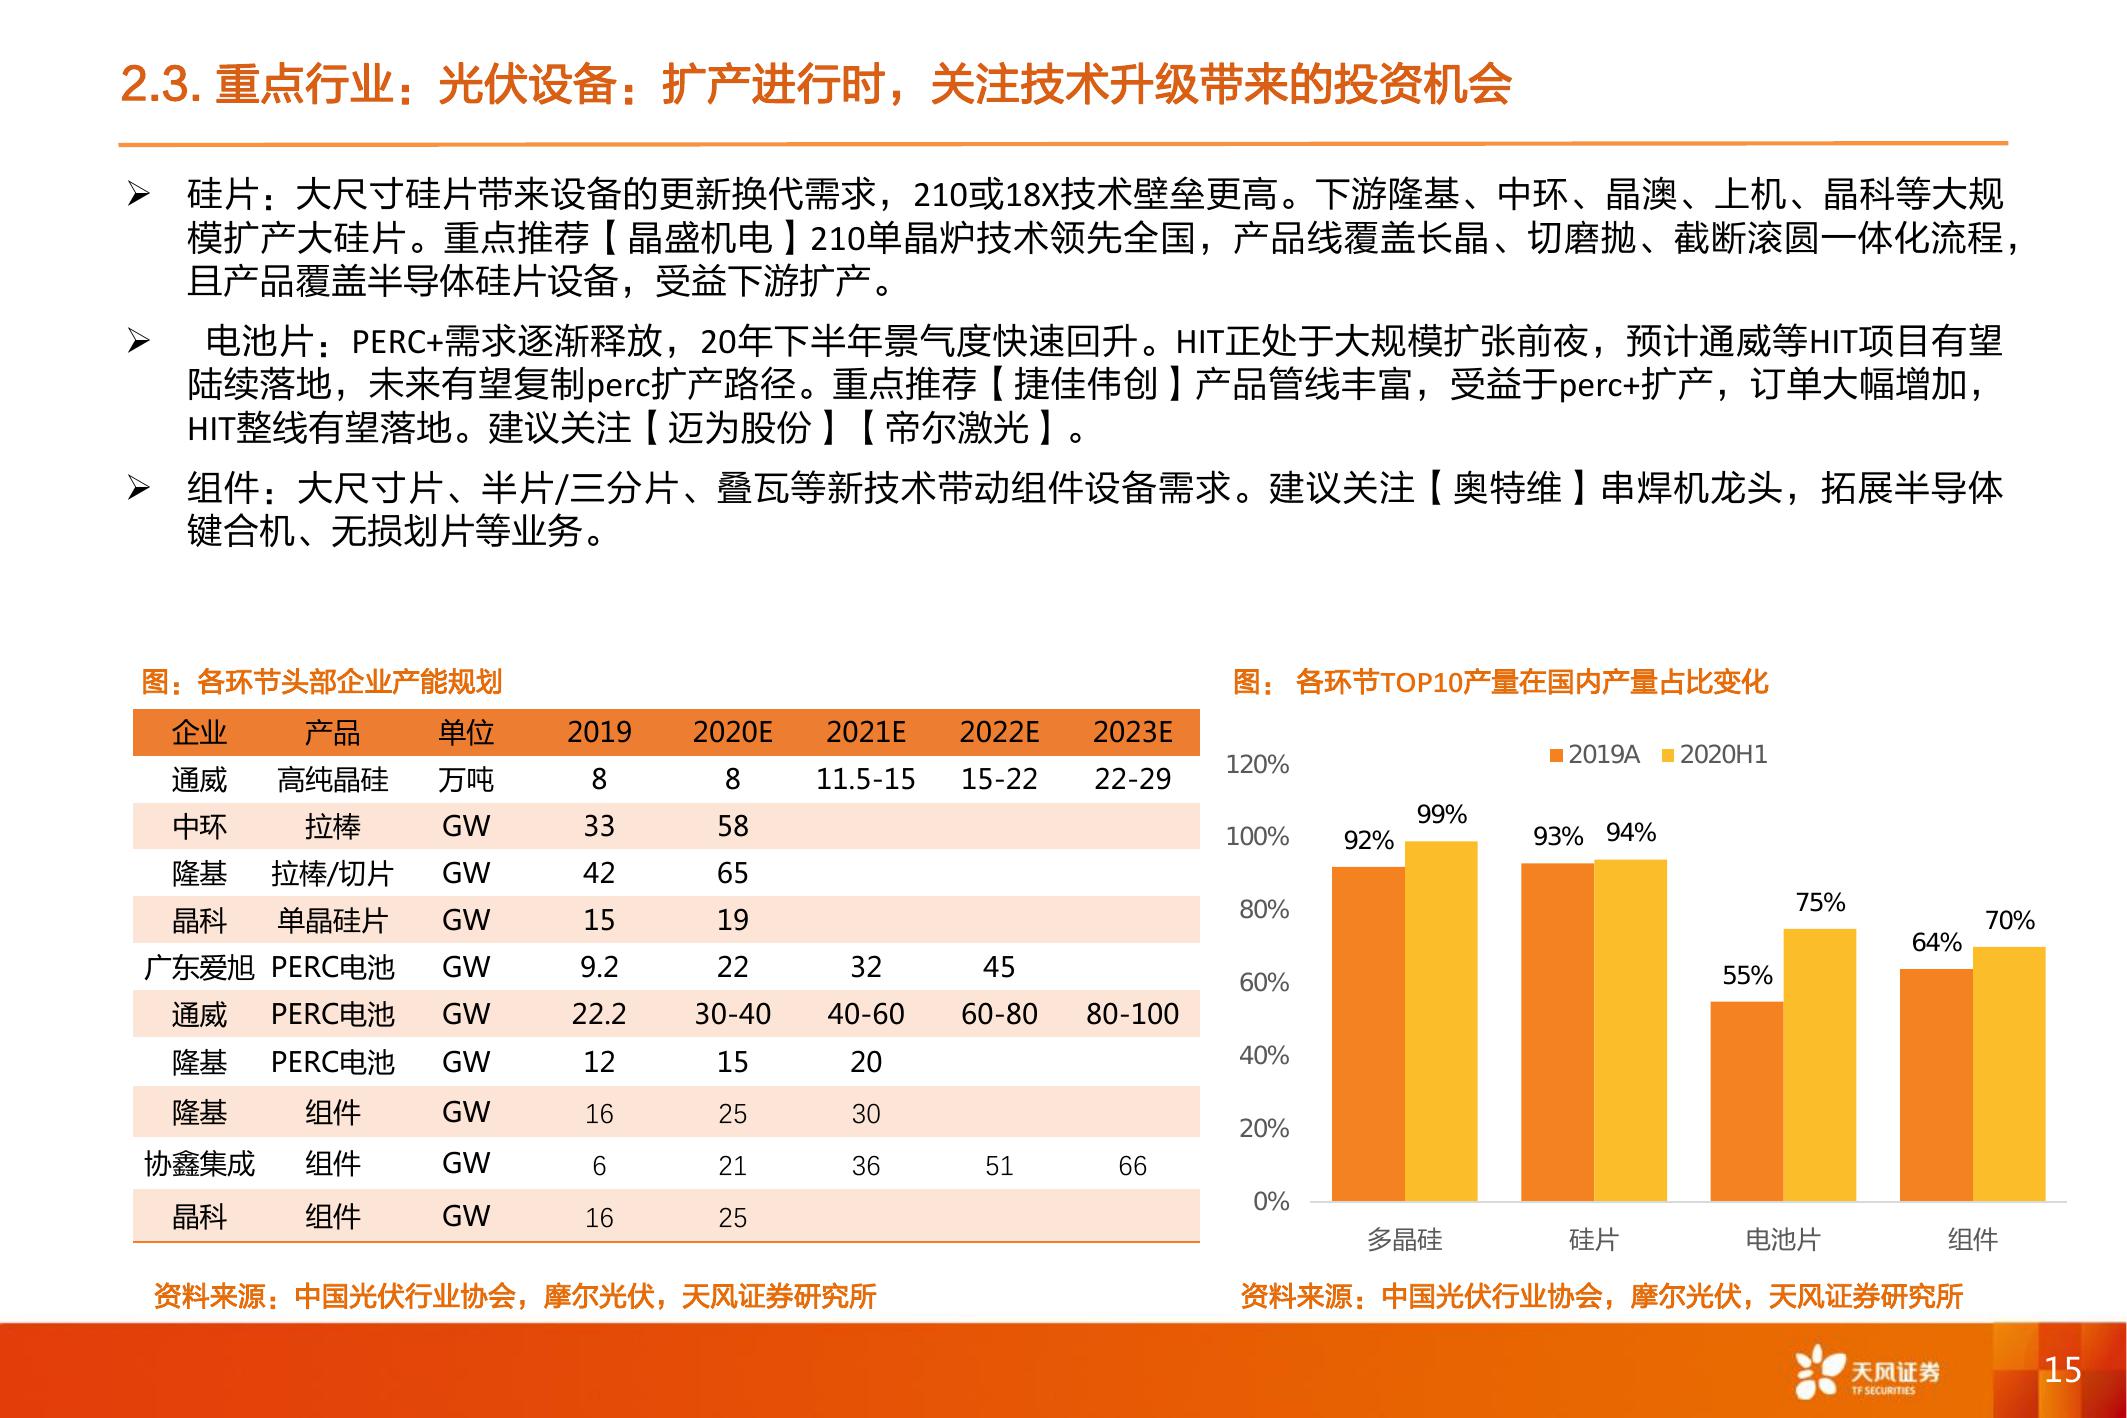 2.3. 重点行业：光伏设备：扩产进行时，关注技术升级带来的投资机会
➢ 硅片：大尺寸硅片带来设备的更新换代需求，210或18X技术壁垒更高。下游隆基、中环、晶澳、上机、晶科等大规
模扩产大硅片。重点推荐【晶盛机电】210单晶炉技术领先全国，产品线覆盖长晶、切磨抛、截断滚圆一体化流程，
且产品覆盖半导体硅片设备，受益下游扩产。
➢ 电池片：PERC+需求逐渐释放，20年下半年景气度快速回升。HIT正处于大规模扩张前夜，预计通威等HIT项目有望
陆续落地，未来有望复制perc扩产路径。重点推荐【捷佳伟创】产品管线丰富，受益于perc+扩产，订单大幅增加，
HIT整线有望落地。建议关注【迈为股份】【帝尔激光】。
➢ 组件：大尺寸片、半片/三分片、叠瓦等新技术带动组件设备需求。建议关注【奥特维】串焊机龙头，拓展半导体
键合机、无损划片等业务。
图：各环节头部企业产能规划
企业 产品 单位 2019 2020E 2021E 2022E 2023E
通威 高纯晶硅 万吨 8 8 11.5-15 15-22 22-29
中环 拉棒 GW 33 58
隆基 拉棒/切片 GW 42 65
晶科 单晶硅片 GW 15 19
广东爱旭 PERC电池 GW 9.2 22 32 45
通威 PERC电池 GW 22.2 30-40 40-60 60-80 80-100
隆基 PERC电池 GW 12 15 20
隆基 组件 GW 16 25 30
协鑫集成 组件 GW 6 21 36 51 66
晶科 组件 GW 16 25
资料来源：中国光伏行业协会，摩尔光伏，天风证券研究所
图： 各环节TOP10产量在国内产量占比变化
2019A 2020H1
120%
100%
80%
60%
40%
20%
0%
92% 99% 93% 94% 55% 75% 64% 70%
多晶硅 硅片 电池片 组件
资料来源：中国光伏行业协会，摩尔光伏，天风证券研究所
天风证券
TF SECURITIES
15